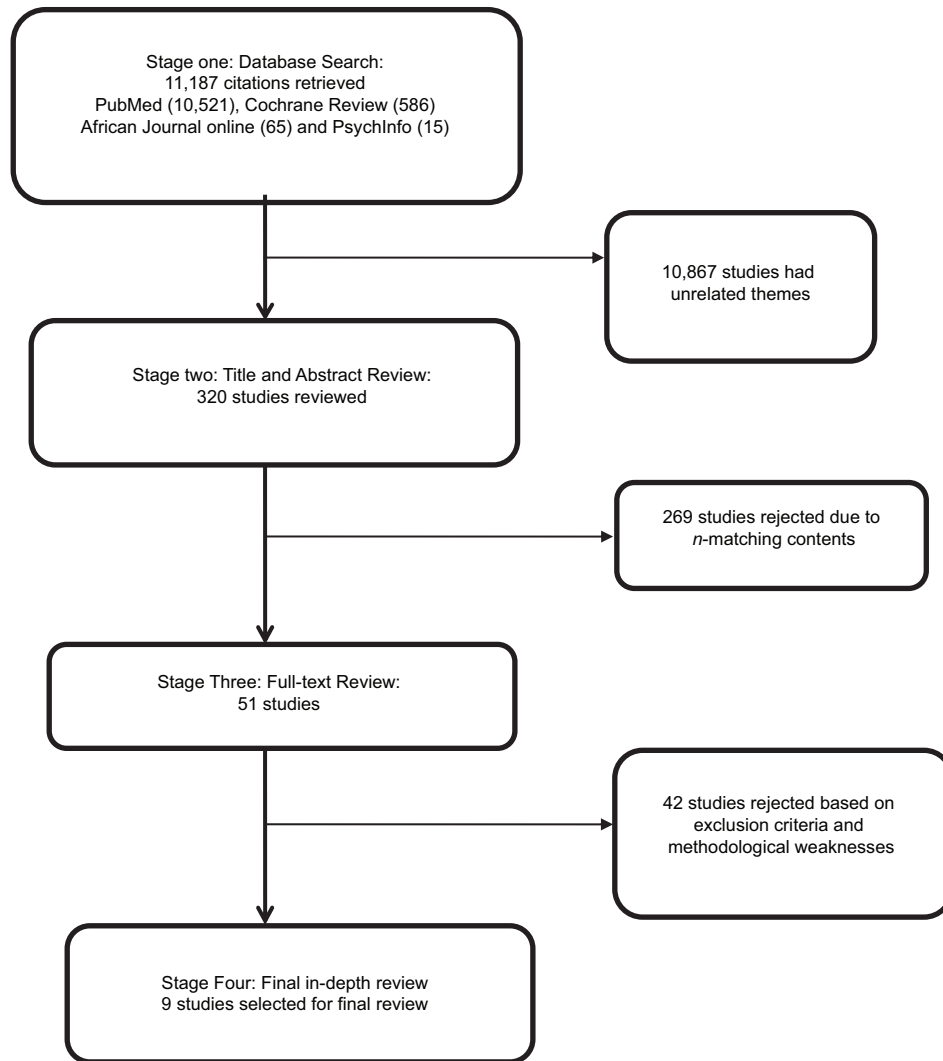 Stage one: Database Search:
11,187 citations retrieved
PubMed (10,521), Cochrane Review (586)
African Journal online (65) and PsychInfo (15)
10,867 studies had
unrelated themes
Stage two: Title and Abstract Review:
320 studies reviewed
269 studies rejected due to
n-matching contents
Stage Three: Full-text Review:
51 studies
42 studies rejected based on
exclusion criteria and
methodological weaknesses
Stage Four: Final in-depth review
9 studies selected for final review